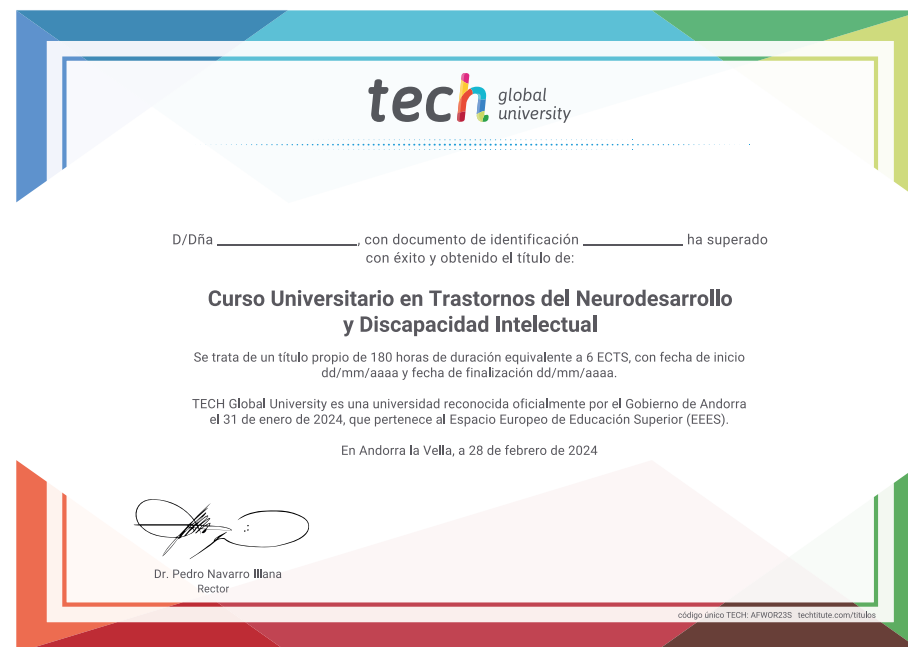 tech global university
D/Dña ____________________, con documento de identificación ______________ ha superado
con éxito y obtenido el título de:
Curso Universitario en Trastornos del Neurodesarrollo
y Discapacidad Intelectual
Se trata de un título propio de 180 horas de duración equivalente a 6 ECTS, con fecha de inicio
dd/mm/aaaa y fecha de finalización dd/mm/aaaa.
TECH Global University es una universidad reconocida oficialmente por el Gobierno de Andorra
el 31 de enero de 2024, que pertenece al Espacio Europeo de Educación Superior (EEES).
En Andorra la Vella, a 28 de febrero de 2024
Dr. Pedro Navarro Illana
Rector
código único TECH: AFWOR23S techtitute.com/titulos